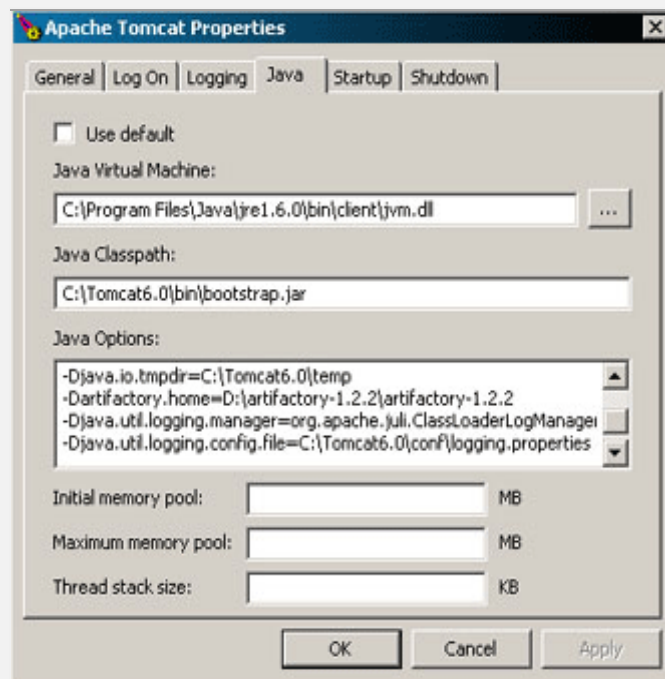 Apache Tomcat Properties
General Log On Logging Java Startup Shutdown
Use default
Java Virtual Machine:
C:\Program Files\Java\jre1.6.0\bin\client\jvm.dll
...
Java Classpath:
C:\Tomcat6.0\bin\bootstrap.jar
Java Options:
-Djava.io.tmpdir=C:\Tomcat6.0\temp
-Dartifactory.home=D:\artifactory-1.2.2\artifactory-1.2.2
-Djava.util.logging.manager=org.apache.juli.ClassLoaderLogManager
-Djava.util.logging.config.file=C:\Tomcat6.0\conf\logging.properties
Initial memory pool: MB
Maximum memory pool: MB
Thread stack size: KB
OK Cancel Apply